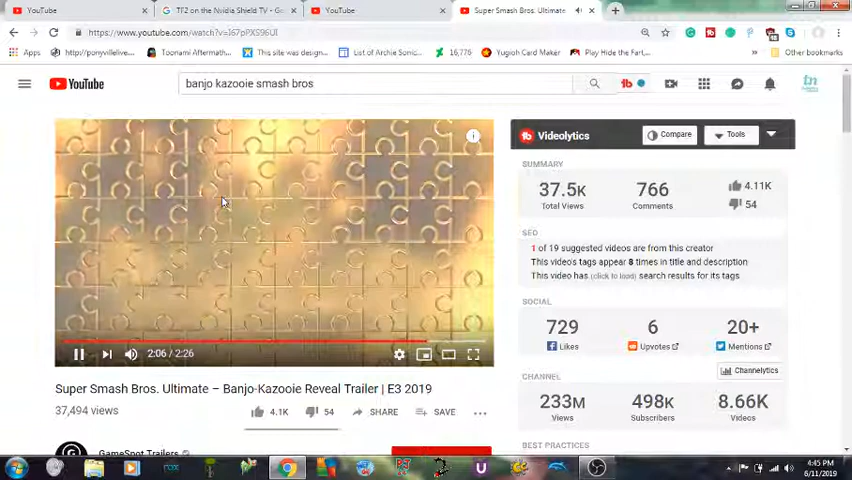 YouTube
TF2 on the Nvidia Shield TV - G
YouTube
Super Smash Bros. Ultimate
https://www.youtube.com/watch?v=
Apps
http://ponyvillelive
Toonami Aftermath
This site was design
List of Archie Sonic
16,776
Yugioh Card Maker
Play Hide the Fart
Other bookmarks
YouTube
banjo kazooie smash bros
Videolytics
Compare
Tools
SUMMARY
37.5K
766
4.11K
54
Total Views
Comments
SEO
1 of 19 suggested videos are from this creator
This video's tags appear 8 times in title and description
This video has (click to load) search results for its tags
SOCIAL
729
6
20+
Likes
Upvotes
Mentions
Channelytics
CHANNEL
233M
498K
8.66K
Views
Subscribers
Videos
BEST PRACTICES
2:06 / 2:26
Super Smash Bros. Ultimate – Banjo-Kazooie Reveal Trailer | E3 2019
37,494 views
4.1K
54
SHARE
SAVE
GameSpot Trailers
4:45 PM
6/11/2019